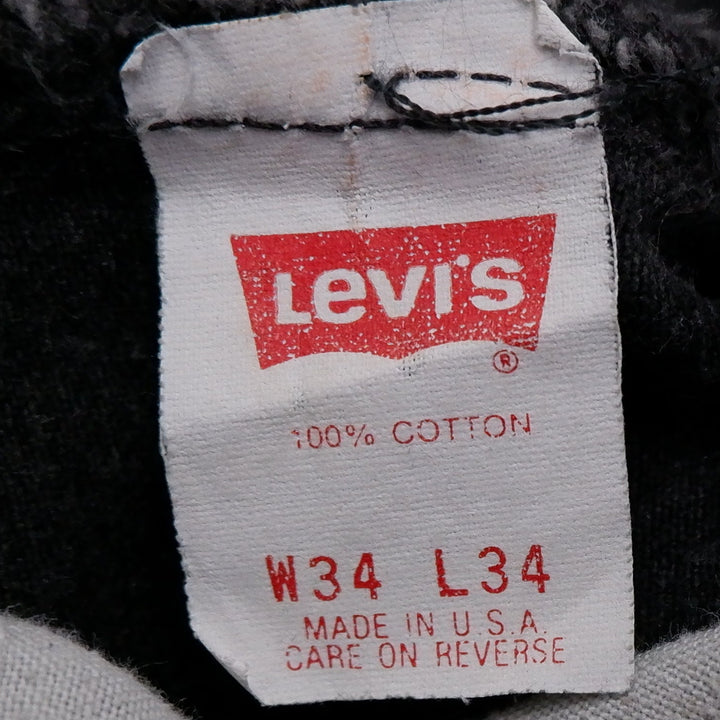 Levi's
®
100% COTTON
W34 L34
MADE IN U.S.A.
CARE ON REVERSE